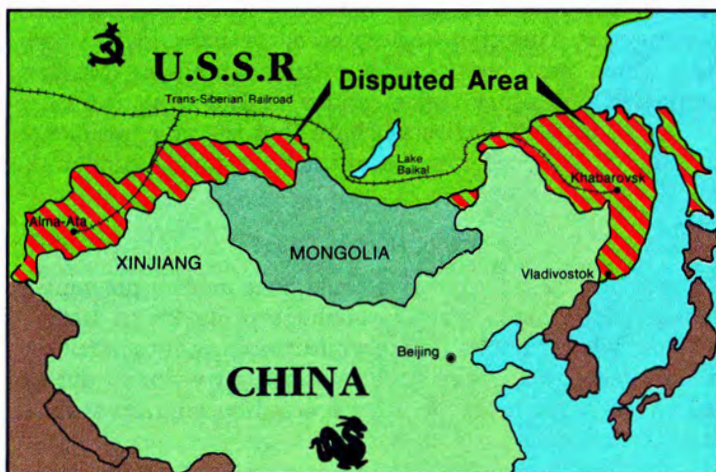 U.S.S.R
Disputed Area
Trans-Siberian Railroad
Lake
Baikal
Khabarovsk
Alma-Ata
XINJIANG
MONGOLIA
Vladivostok
Beijing
CHINA